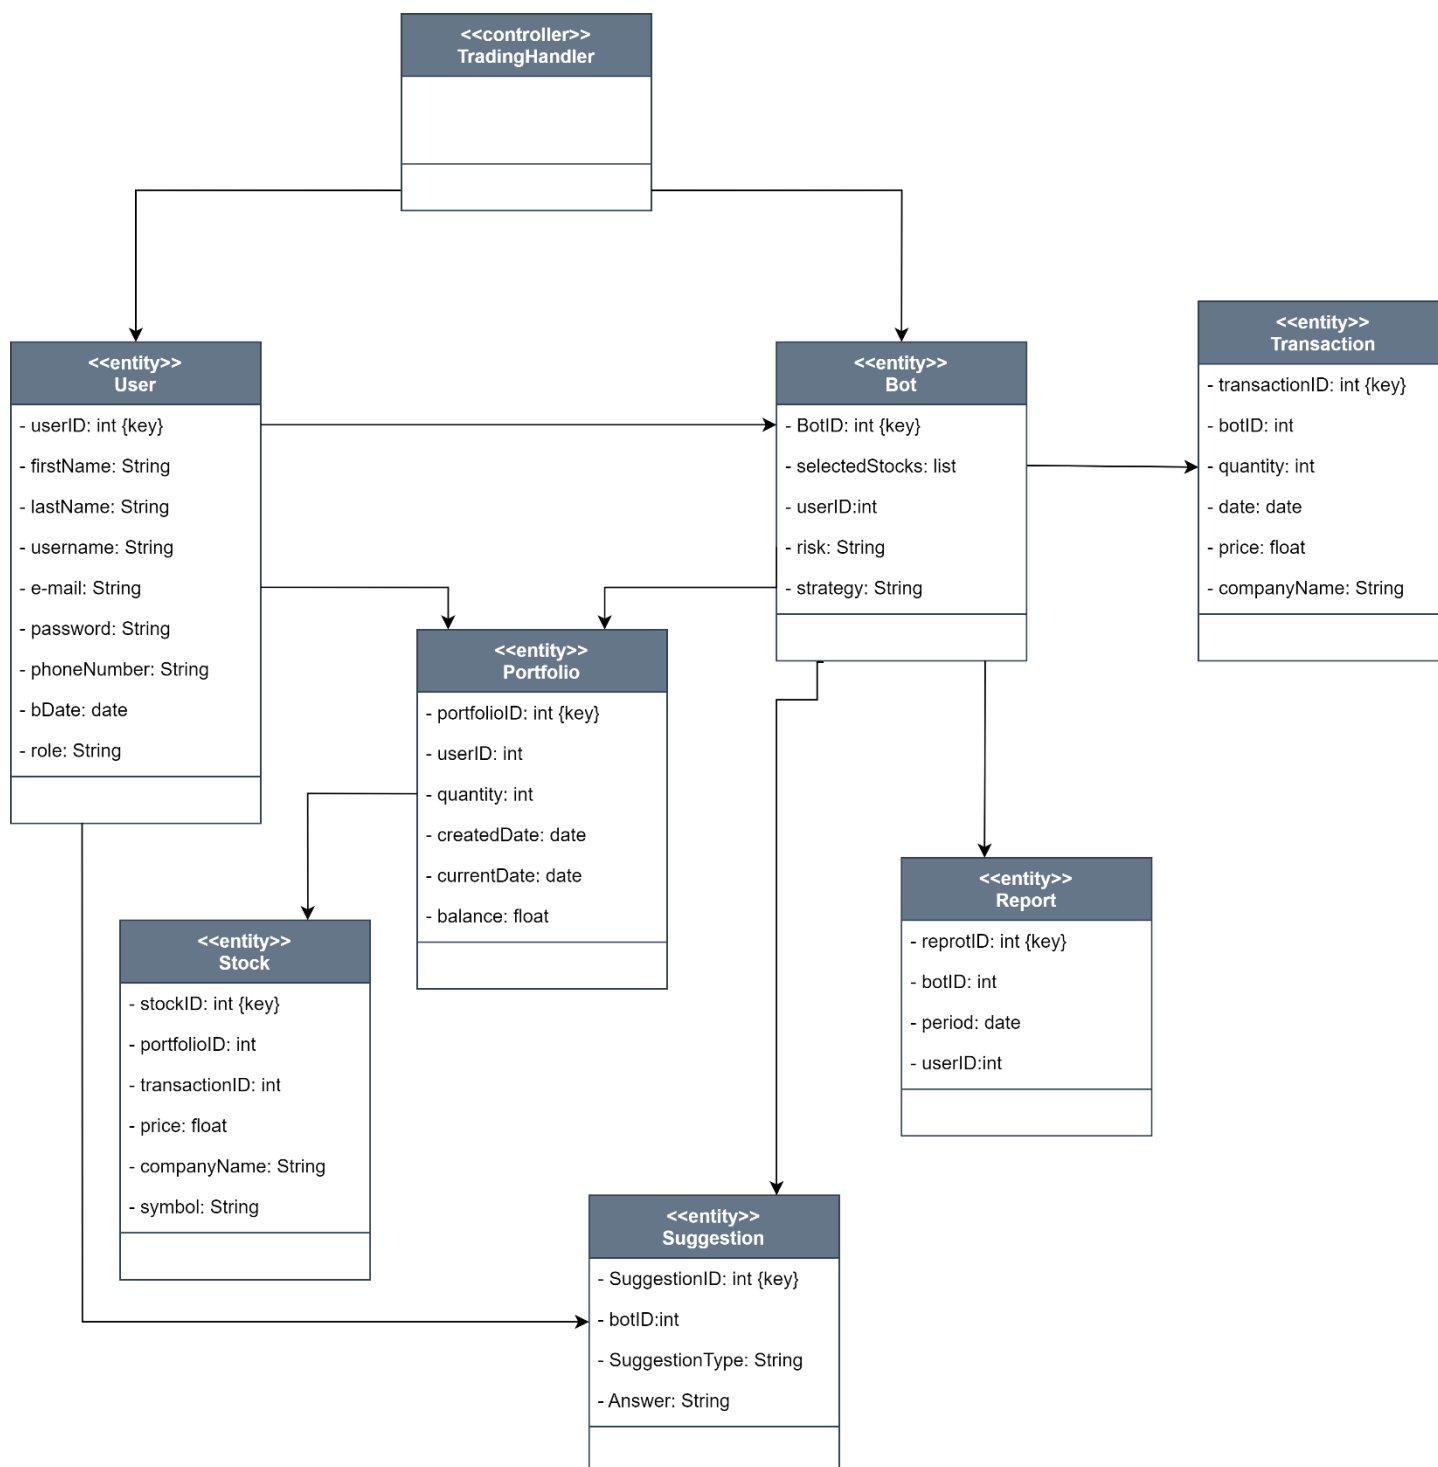 <<controller>>
TradingHandler
<<entity>>
User
- userID: int {key}
- firstName: String
- lastName: String
- username: String
- e-mail: String
- password: String
- phoneNumber: String
- bDate: date
- role: String
<<entity>>
Bot
- BotID: int {key}
- selectedStocks: list
- userID:int
- risk: String
- strategy: String
<<entity>>
Transaction
- transactionID: int {key}
- botID: int
- quantity: int
- date: date
- price: float
- companyName: String
<<entity>>
Portfolio
- portfolioID: int {key}
- userID: int
- quantity: int
- createdDate: date
- currentDate: date
- balance: float
<<entity>>
Stock
- stockID: int {key}
- portfolioID: int
- transactionID: int
- price: float
- companyName: String
- symbol: String
<<entity>>
Report
- reprotID: int {key}
- botID: int
- period: date
- userID:int
<<entity>>
Suggestion
- SuggestionID: int {key}
- botID:int
- SuggestionType: String
- Answer: String